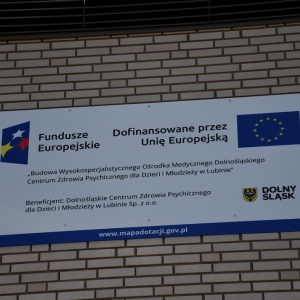 Fundusze
Europejskie
Dofinansowane przez
Unię Europejską
„Budowa Wysokospecjalistycznego Ośrodka Medycznego Dolnośląskiego
Centrum Zdrowia Psychicznego dla Dzieci i Młodzieży w Lubinie”
Beneficjent: Dolnośląskie Centrum Zdrowia Psychicznego
dla Dzieci i Młodzieży w Lubinie Sp. z o.o.
DOLNY
ŚLĄSK
www.mapadotacji.gov.pl